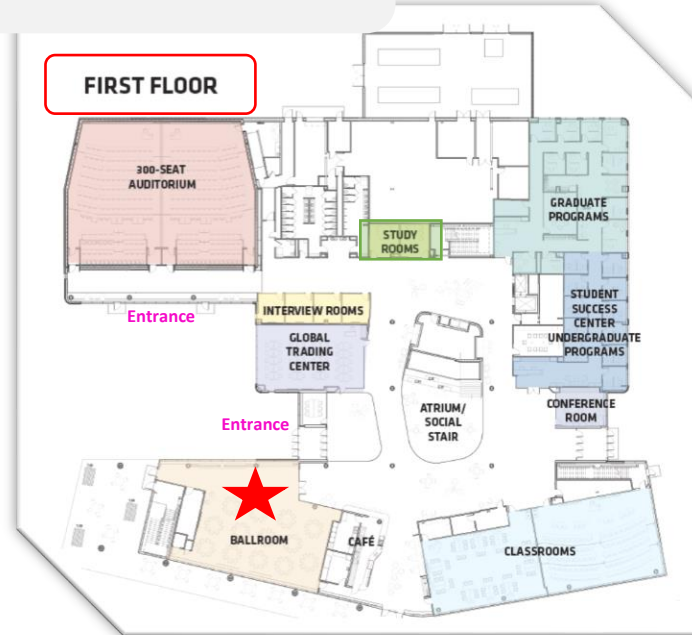 FIRST FLOOR
300-SEAT
AUDITORIUM
GRADUATE
PROGRAMS
STUDY
ROOMS
STUDENT
SUCCESS
CENTER
UNDERGRADUATE
PROGRAMS
Entrance
INTERVIEW ROOMS
GLOBAL
TRADING
CENTER
ATRIUM/
SOCIAL
STAIR
CONFERENCE
ROOM
Entrance
BALLROOM
CAFÉ
CLASSROOMS